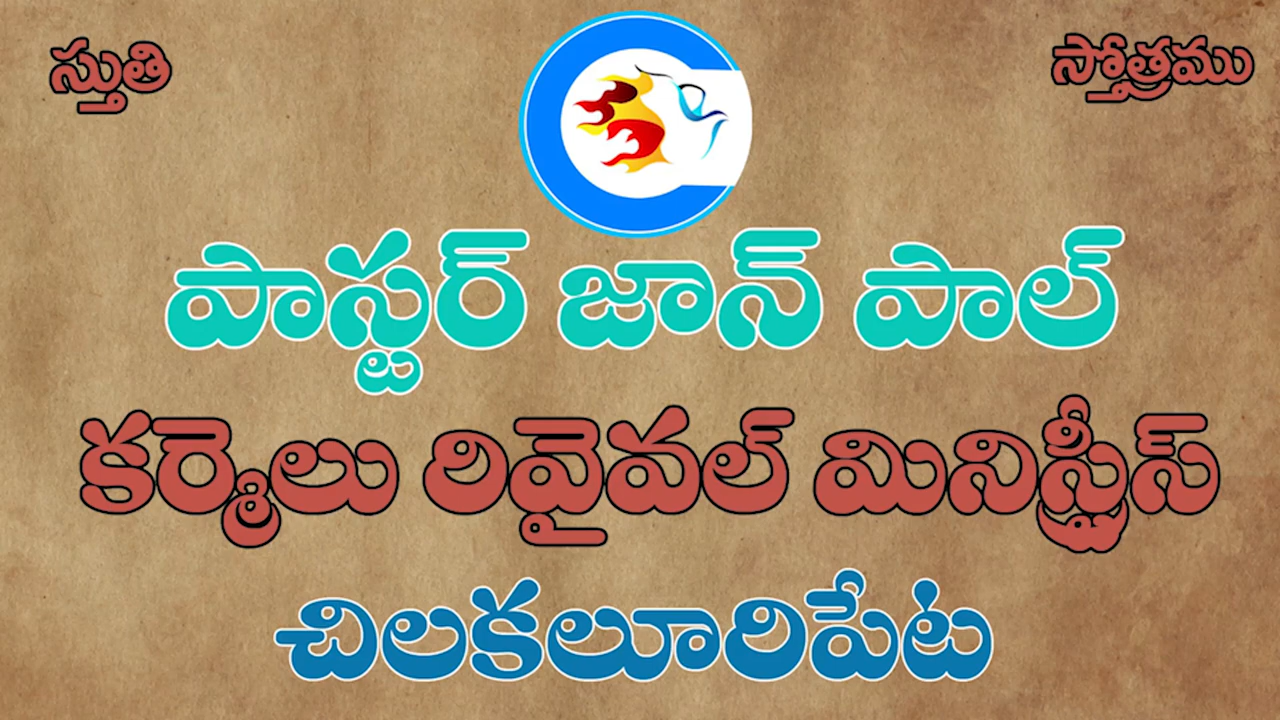 స్తుతి
స్తోత్రము
పాస్టర్ జాన్ పాల్
కర్మెలు రివైవల్ మినిస్ట్రీస్
చిలకలూరిపేట